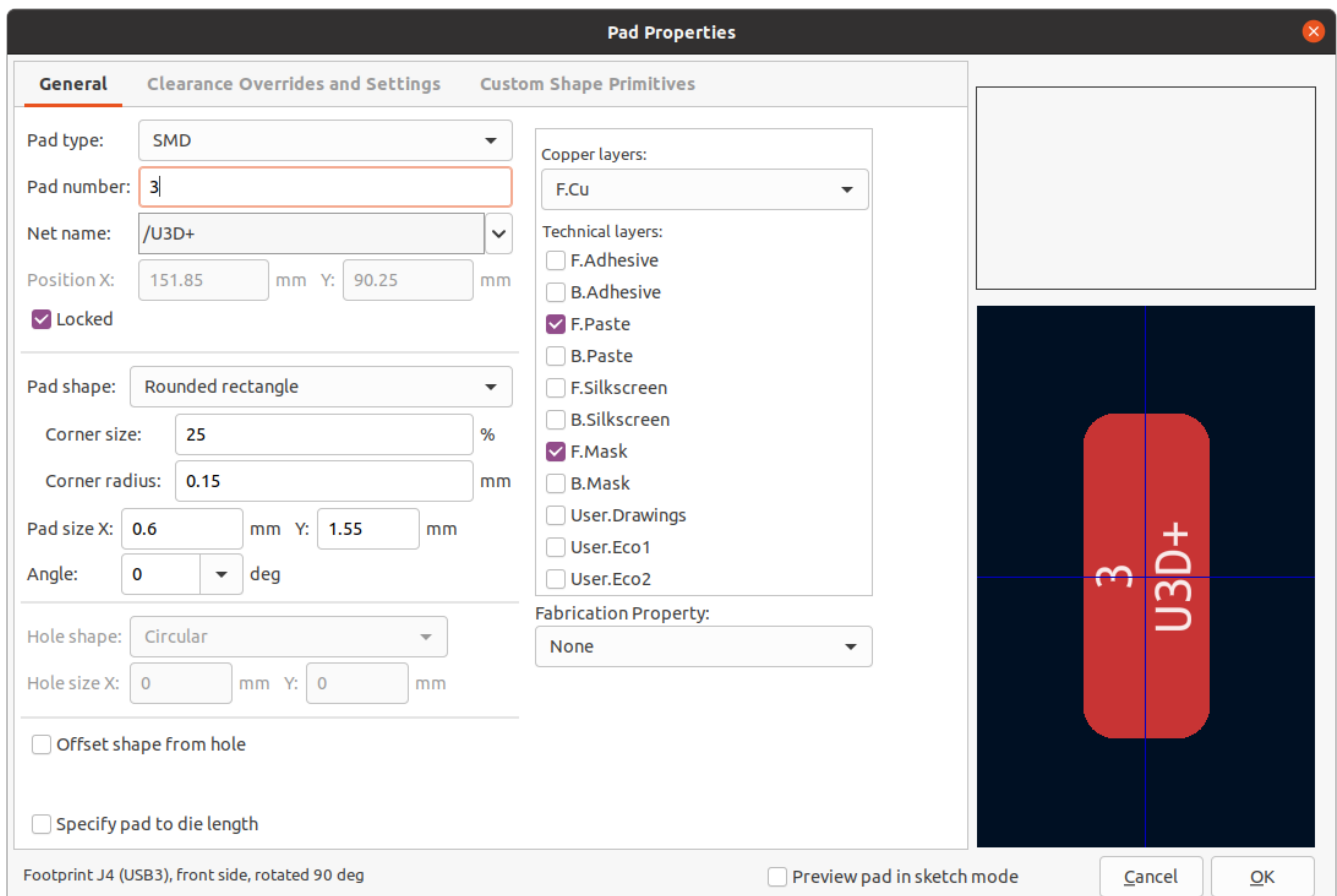 Pad Properties
General Clearance Overrides and Settings Custom Shape Primitives
Pad type: SMD
Pad number: 3
Net name: /U3D+
Position X: 151.85 mm Y: 90.25 mm
Locked
Pad shape: Rounded rectangle
Corner size: 25 %
Corner radius: 0.15 mm
Pad size X: 0.6 mm Y: 1.55 mm
Angle: 0 deg
Hole shape: Circular
Hole size X: 0 mm Y: 0 mm
Offset shape from hole
Specify pad to die length
Copper layers:
F.Cu
Technical layers:
F.Adhesive
B.Adhesive
F.Paste
B.Paste
F.Silkscreen
B.Silkscreen
F.Mask
B.Mask
User.Drawings
User.Eco1
User.Eco2
Fabrication Property:
None
3
U3D+
Footprint J4 (USB3), front side, rotated 90 deg
Preview pad in sketch mode
Cancel
OK